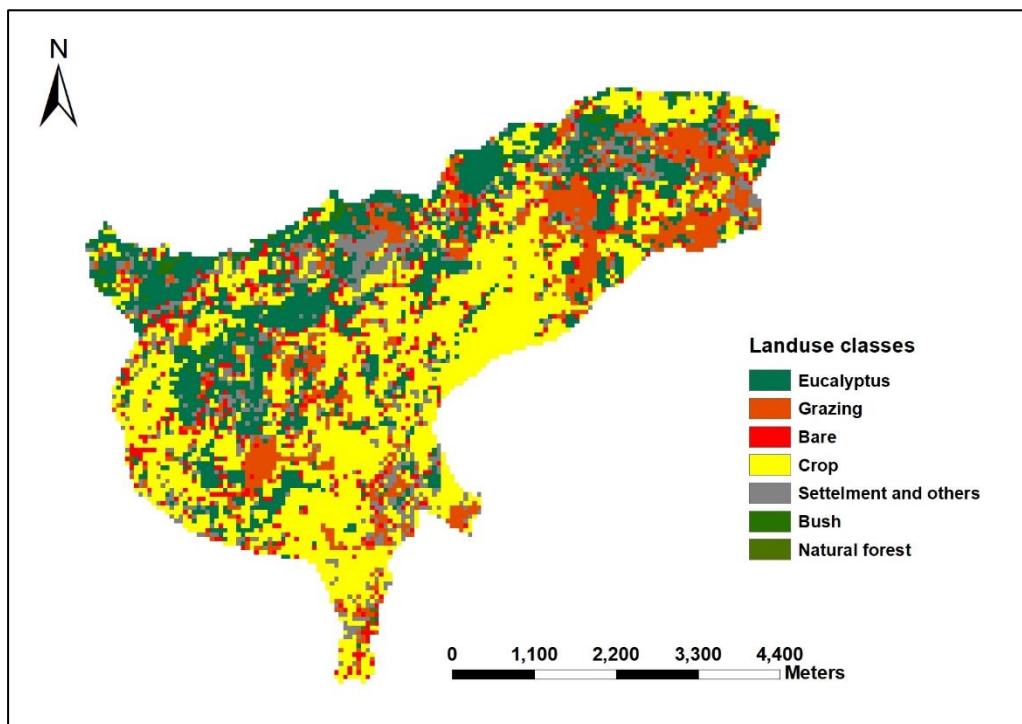 N
Landuse classes
Eucalyptus
Grazing
Bare
Crop
Settelment and others
Bush
Natural forest
0 1,100 2,200 3,300 4,400
Meters